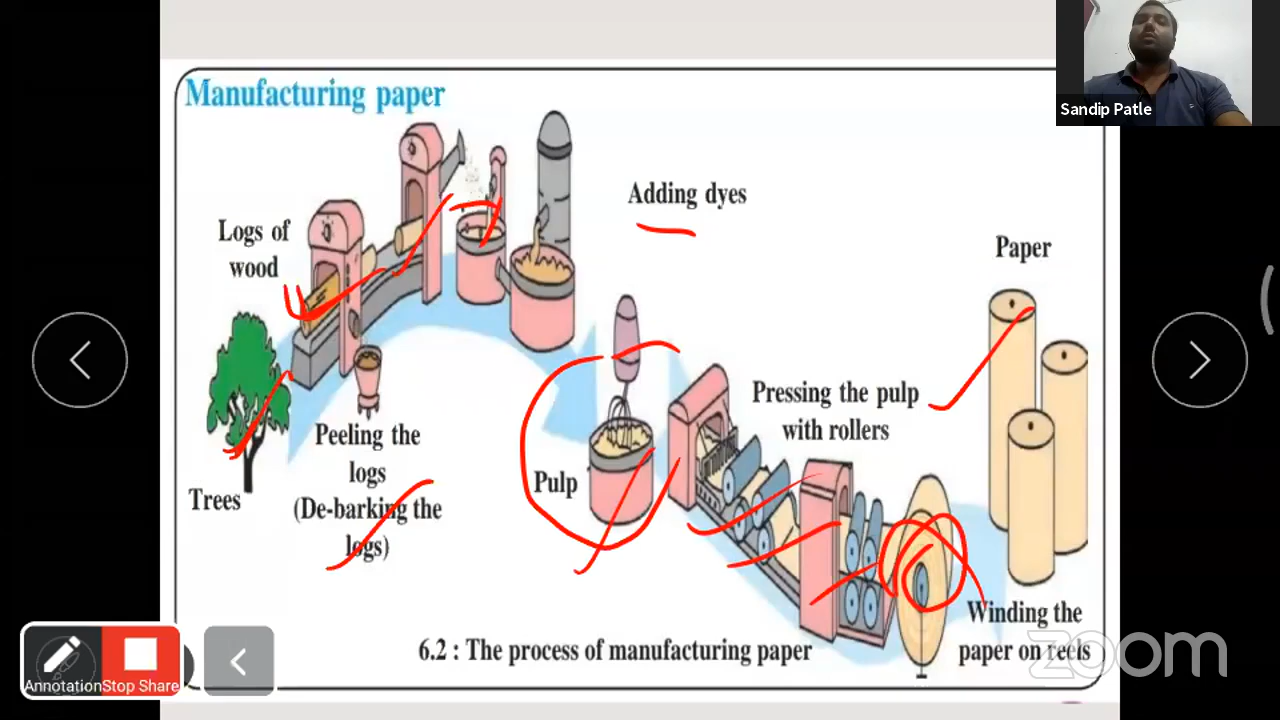 Manufacturing paper
Sandip Patle
Adding dyes
Logs of
wood
Paper
Pressing the pulp
with rollers
Peeling the
logs
(De-barking the
logs)
Pulp
Trees
Winding the
paper on reels
6.2 : The process of manufacturing paper
zoom
Annotation
Stop Share